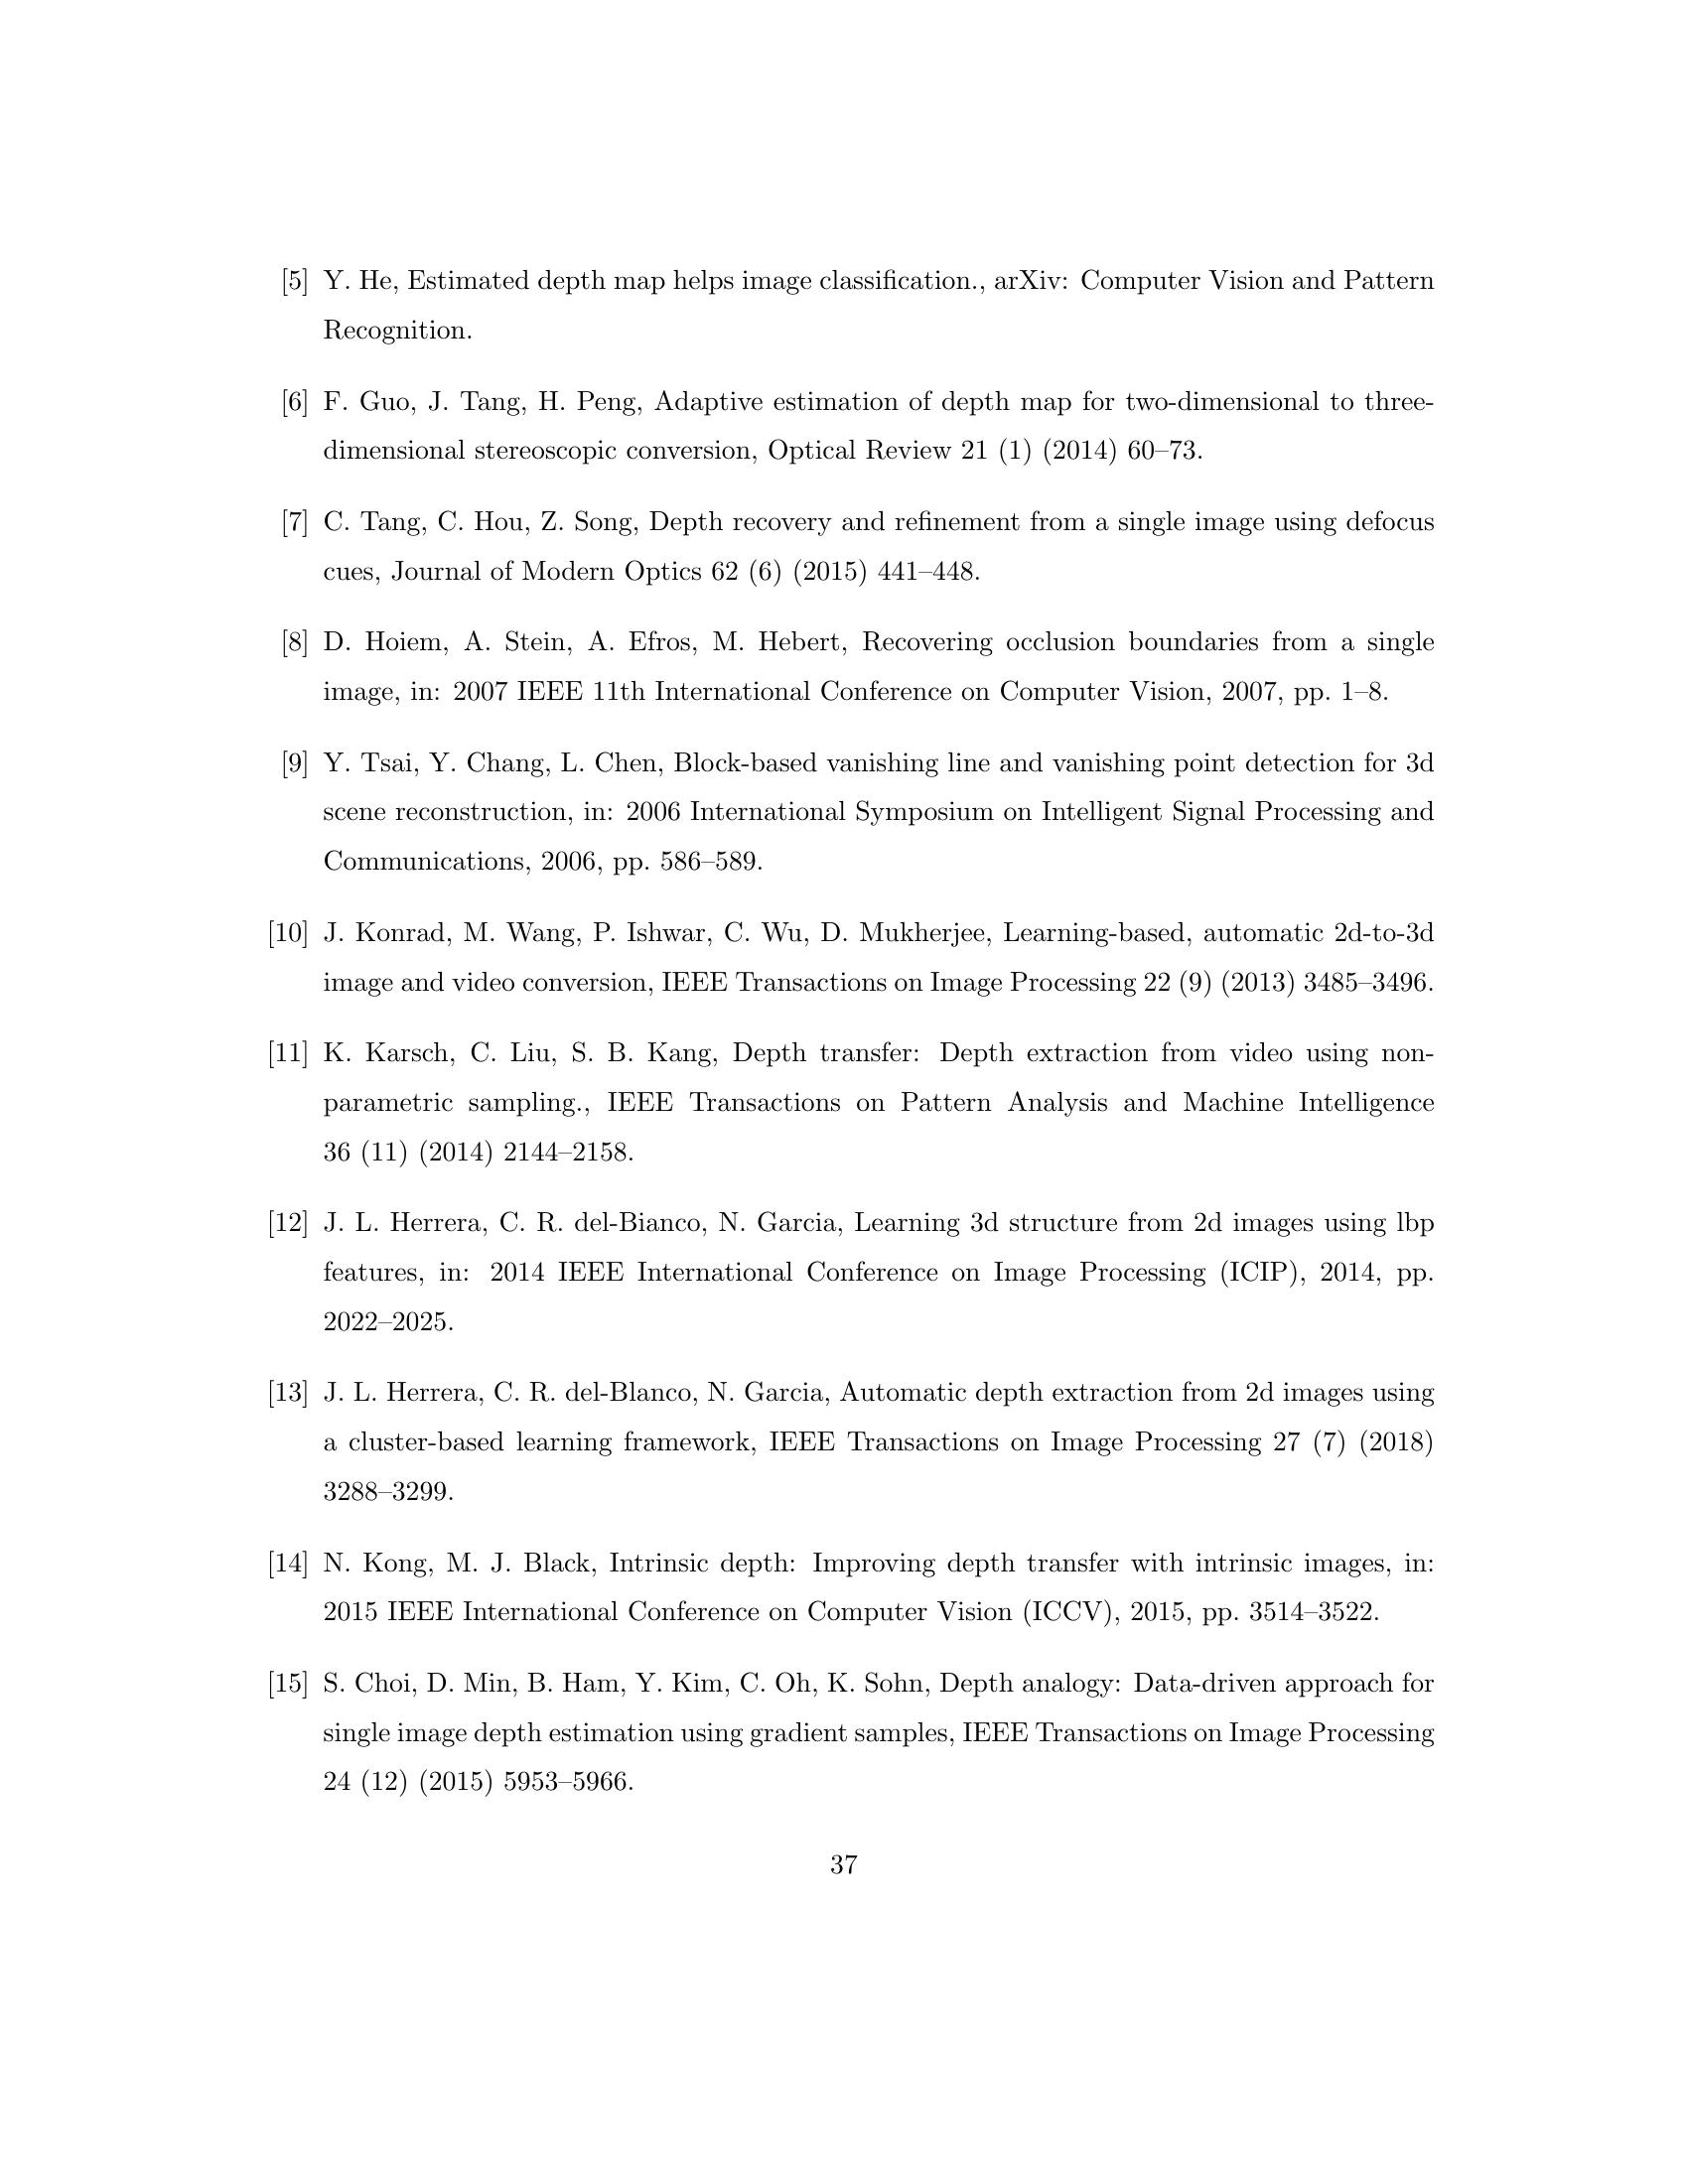 [5] Y. He, Estimated depth map helps image classification., arXiv: Computer Vision and Pattern
Recognition.
[6] F. Guo, J. Tang, H. Peng, Adaptive estimation of depth map for two-dimensional to three-
dimensional stereoscopic conversion, Optical Review 21 (1) (2014) 60–73.
[7] C. Tang, C. Hou, Z. Song, Depth recovery and refinement from a single image using defocus
cues, Journal of Modern Optics 62 (6) (2015) 441–448.
[8] D. Hoiem, A. Stein, A. Efros, M. Hebert, Recovering occlusion boundaries from a single
image, in: 2007 IEEE 11th International Conference on Computer Vision, 2007, pp. 1–8.
[9] Y. Tsai, Y. Chang, L. Chen, Block-based vanishing line and vanishing point detection for 3d
scene reconstruction, in: 2006 International Symposium on Intelligent Signal Processing and
Communications, 2006, pp. 586–589.
[10] J. Konrad, M. Wang, P. Ishwar, C. Wu, D. Mukherjee, Learning-based, automatic 2d-to-3d
image and video conversion, IEEE Transactions on Image Processing 22 (9) (2013) 3485–3496.
[11] K. Karsch, C. Liu, S. B. Kang, Depth transfer: Depth extraction from video using non-
parametric sampling., IEEE Transactions on Pattern Analysis and Machine Intelligence
36 (11) (2014) 2144–2158.
[12] J. L. Herrera, C. R. del-Bianco, N. Garcia, Learning 3d structure from 2d images using lbp
features, in: 2014 IEEE International Conference on Image Processing (ICIP), 2014, pp.
2022–2025.
[13] J. L. Herrera, C. R. del-Blanco, N. Garcia, Automatic depth extraction from 2d images using
a cluster-based learning framework, IEEE Transactions on Image Processing 27 (7) (2018)
3288–3299.
[14] N. Kong, M. J. Black, Intrinsic depth: Improving depth transfer with intrinsic images, in:
2015 IEEE International Conference on Computer Vision (ICCV), 2015, pp. 3514–3522.
[15] S. Choi, D. Min, B. Ham, Y. Kim, C. Oh, K. Sohn, Depth analogy: Data-driven approach for
single image depth estimation using gradient samples, IEEE Transactions on Image Processing
24 (12) (2015) 5953–5966.
37